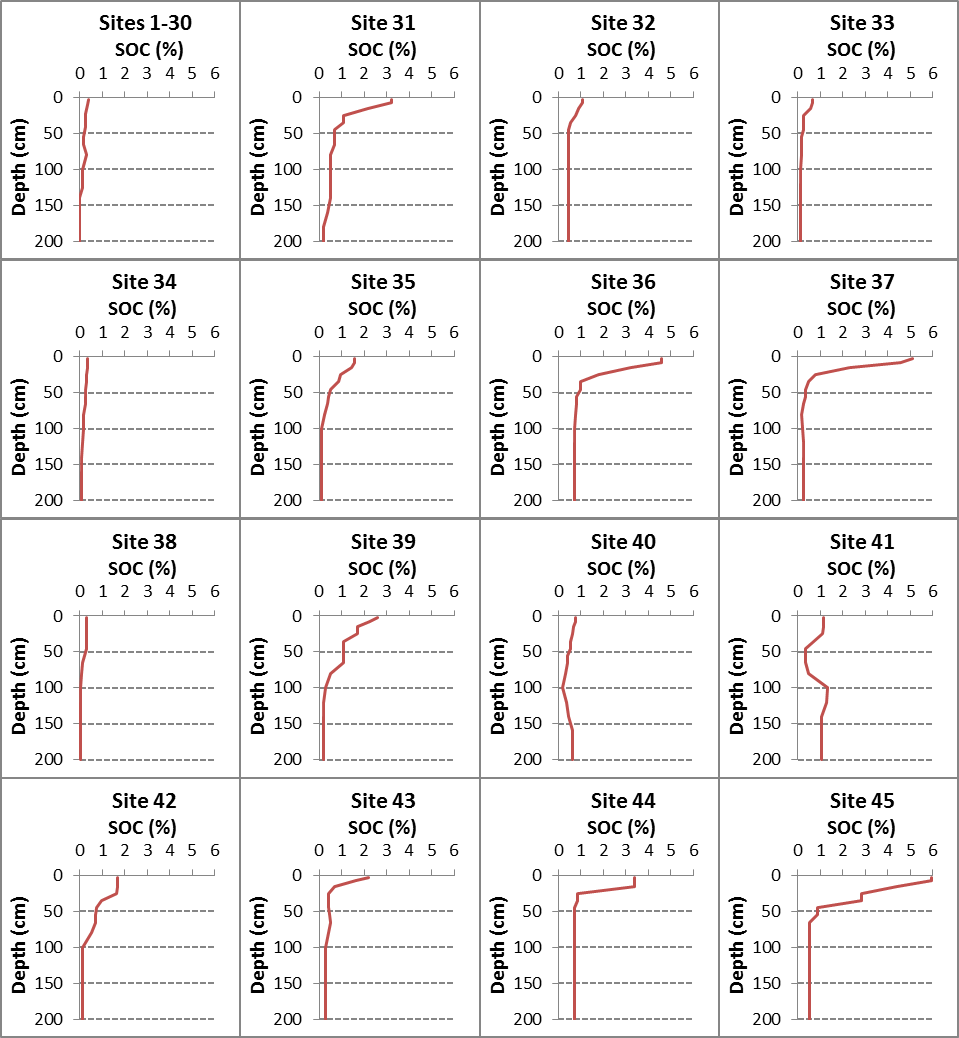 Sites 1-30
SOC (%)
0 1 2 3 4 5 6
0
50
100
150
200
Depth (cm)
Site 31
SOC (%)
0 1 2 3 4 5 6
0
50
100
150
200
Depth (cm)
Site 32
SOC (%)
0 1 2 3 4 5 6
0
50
100
150
200
Depth (cm)
Site 33
SOC (%)
0 1 2 3 4 5 6
0
50
100
150
200
Depth (cm)
Site 34
SOC (%)
0 1 2 3 4 5 6
0
50
100
150
200
Depth (cm)
Site 35
SOC (%)
0 1 2 3 4 5 6
0
50
100
150
200
Depth (cm)
Site 36
SOC (%)
0 1 2 3 4 5 6
0
50
100
150
200
Depth (cm)
Site 37
SOC (%)
0 1 2 3 4 5 6
0
50
100
150
200
Depth (cm)
Site 38
SOC (%)
0 1 2 3 4 5 6
0
50
100
150
200
Depth (cm)
Site 39
SOC (%)
0 1 2 3 4 5 6
0
50
100
150
200
Depth (cm)
Site 40
SOC (%)
0 1 2 3 4 5 6
0
50
100
150
200
Depth (cm)
Site 41
SOC (%)
0 1 2 3 4 5 6
0
50
100
150
200
Depth (cm)
Site 42
SOC (%)
0 1 2 3 4 5 6
0
50
100
150
200
Depth (cm)
Site 43
SOC (%)
0 1 2 3 4 5 6
0
50
100
150
200
Depth (cm)
Site 44
SOC (%)
0 1 2 3 4 5 6
0
50
100
150
200
Depth (cm)
Site 45
SOC (%)
0 1 2 3 4 5 6
0
50
100
150
200
Depth (cm)